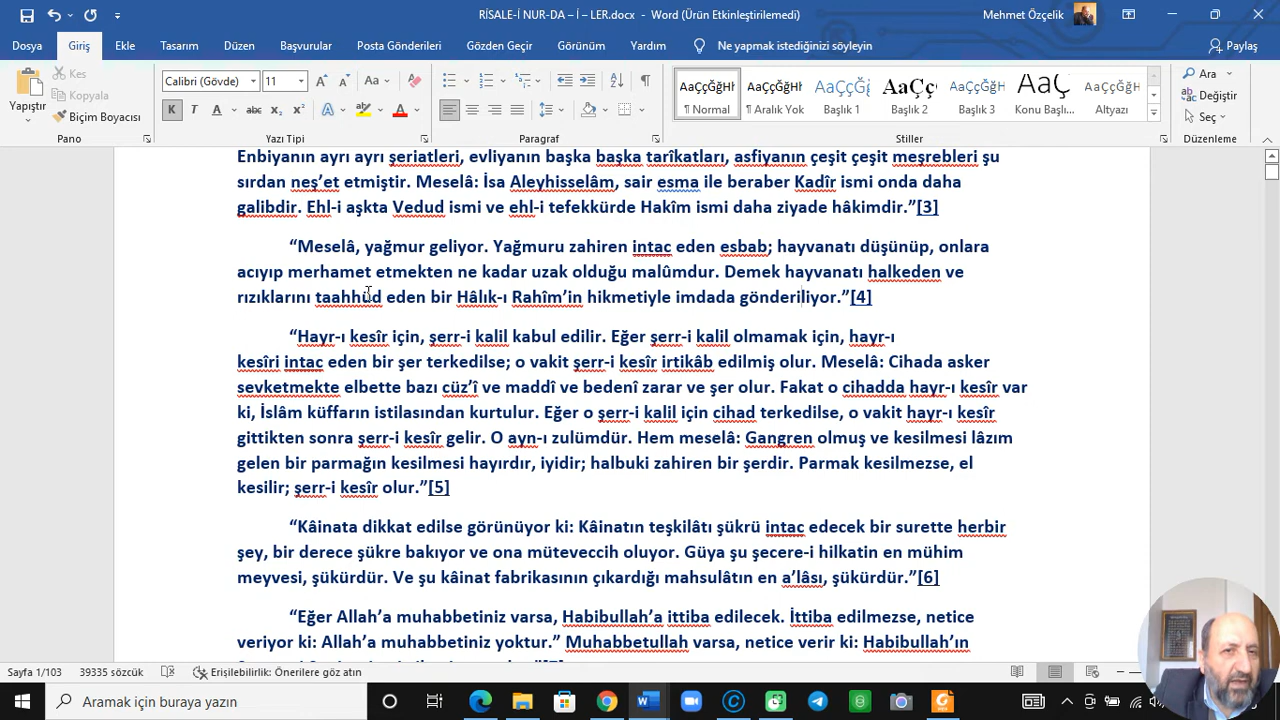 RİSALE-İ NUR-DA – İ – LER.docx - Word (Ürün Etkinleştirilemedi)
Mehmet Özçelik
Dosya Giriş Ekle Tasarım Düzen Başvurular Posta Gönderileri Gözden Geçir Görünüm Yardım Ne yapmak istediğinizi söyleyin Paylaş
Yapıştır
Kes
Kopyala
Biçim Boyacısı
Calibri (Gövde) 11
AaÇçĞğHł AaÇçĞğHł AaÇçĞğ AaÇç AaÇçĞğ
¶ Normal ¶ Aralık Yok Başlık 1 Başlık 2 Başlık 3 Konu Başlı... Altyazı
Ara
Değiştir
Seç
Pano Yazı Tipi Paragraf Stiller Düzenleme
Enbiyanın ayrı ayrı şeriatleri, evliyanın başka başka tarîkatları, asfiyanın çeşit çeşit meşrebleri şu
sırdan neş’et etmiştir. Meselâ: İsa Aleyhisselâm, sair esma ile beraber Kadîr ismi onda daha
galibdir. Ehl-i aşkta Vedud ismi ve ehl-i tefekkürde Hakîm ismi daha ziyade hâkimdir.”[3]
“Meselâ, yağmur geliyor. Yağmuru zahiren intac eden esbab; hayvanatı düşünüp, onlara
acıyıp merhamet etmekten ne kadar uzak olduğu malûmdur. Demek hayvanatı halkeden ve
rızıklarını taahhüd eden bir Hâlık-ı Rahîm’in hikmetiyle imdada gönderiliyor.”[4]
“Hayr-ı kesîr için, şerr-i kalil kabul edilir. Eğer şerr-i kalil olmamak için, hayr-ı
kesîri intac eden bir şer terkedilse; o vakit şerr-i kesîr irtikâb edilmiş olur. Meselâ: Cihada asker
sevketmekte elbette bazı cüz’î ve maddî ve bedenî zarar ve şer olur. Fakat o cihadda hayr-ı kesîr var
ki, İslâm küffarın istilasından kurtulur. Eğer o şerr-i kalil için cihad terkedilse, o vakit hayr-ı kesîr
gittikten sonra şerr-i kesîr gelir. O ayn-ı zulümdür. Hem meselâ: Gangren olmuş ve kesilmesi lâzım
gelen bir parmağın kesilmesi hayırdır, iyidir; halbuki zahiren bir şerdir. Parmak kesilmezse, el
kesilir; şerr-i kesîr olur.”[5]
“Kâinata dikkat edilse görünüyor ki: Kâinatın teşkilâtı şükrü intac edecek bir surette herbir
şey, bir derece şükre bakıyor ve ona müteveccih oluyor. Güya şu şecere-i hilkatin en mühim
meyvesi, şükürdür. Ve şu kâinat fabrikasının çıkardığı mahsulâtın en a’lâsı, şükürdür.”[6]
“Eğer Allah’a muhabbetiniz varsa, Habibullah’a ittiba edilecek. İttiba edilmezse, netice
veriyor ki: Allah’a muhabbetiniz yoktur.” Muhabbetullah varsa, netice verir ki: Habibullah’ın
Sayfa 1/103 39335 sözcük Erişilebilirlik: Önerilere göz atın
Aramak için buraya yazın